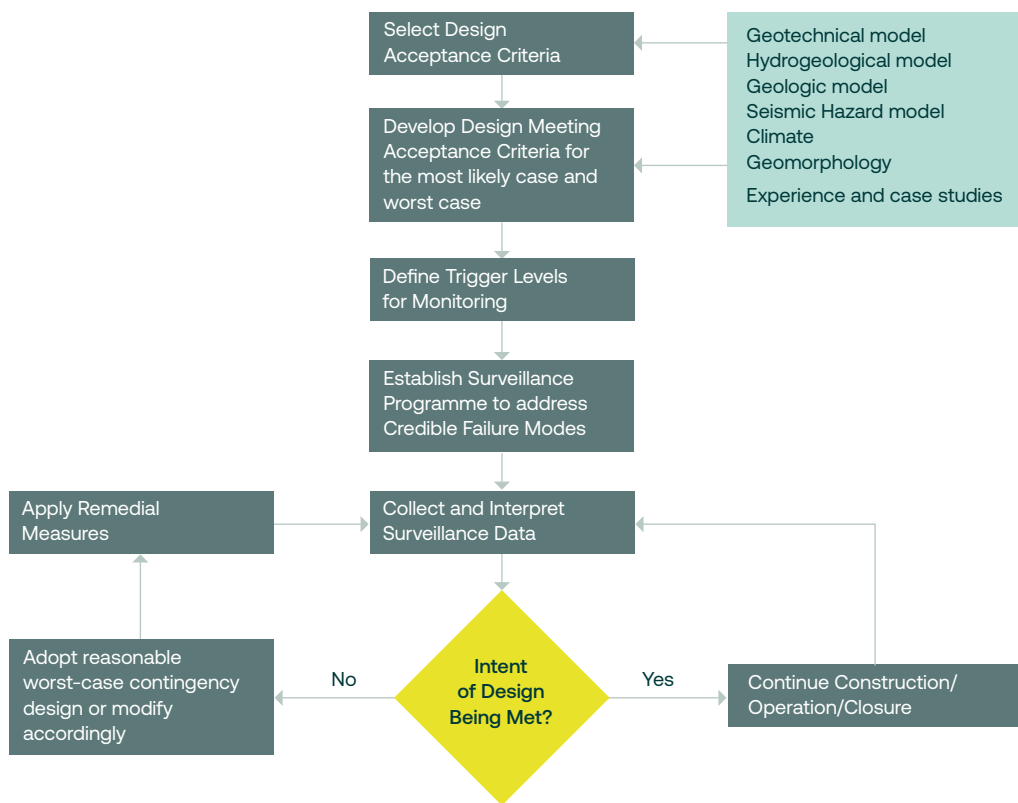 Select Design
Acceptance Criteria
Geotechnical model
Hydrogeological model
Geologic model
Seismic Hazard model
Climate
Geomorphology
Experience and case studies
Develop Design Meeting
Acceptance Criteria for
the most likely case and
worst case
Define Trigger Levels
for Monitoring
Establish Surveillance
Programme to address
Credible Failure Modes
Apply Remedial
Measures
Collect and Interpret
Surveillance Data
Adopt reasonable
worst-case contingency
design or modify
accordingly
No
Intent
of Design
Being Met?
Yes
Continue Construction/
Operation/Closure